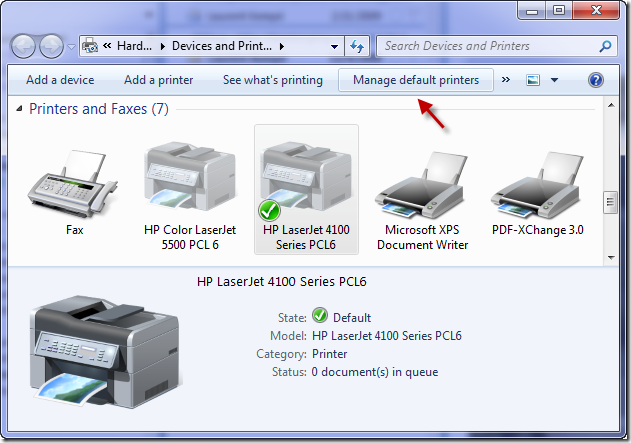 « Hard... ▸ Devices and Print... ▸
Search Devices and Printers
Add a device Add a printer See what's printing Manage default printers »
Printers and Faxes (7)
Fax
HP Color LaserJet
5500 PCL 6
HP LaserJet 4100
Series PCL6
Microsoft XPS
Document Writer
PDF-XChange 3.0
HP LaserJet 4100 Series PCL6
State: Default
Model: HP LaserJet 4100 Series PCL6
Category: Printer
Status: 0 document(s) in queue